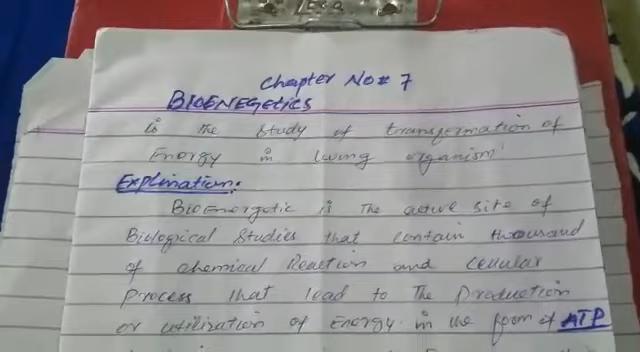 Chapter No # 7
BIOENEGETICS
is the study of transformation of
Energy in living organism
Explination:
BioEnergetic is The active site of
Biological Studies that contain thousand
of chemical Reaction and cellular
process that lead to The Production
or utilization of Energy in the form of ATP